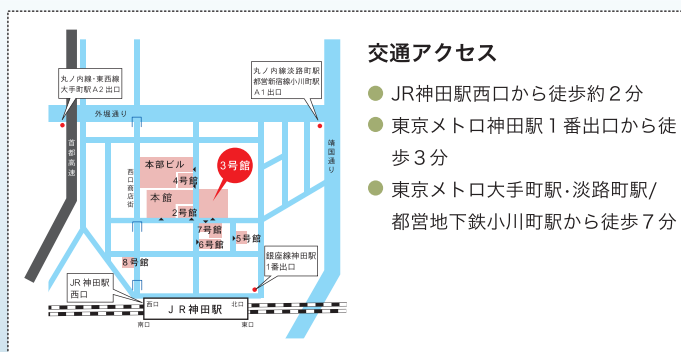 交通アクセス
JR神田駅西口から徒歩約2分
東京メトロ神田駅1番出口から徒
歩3分
東京メトロ大手町駅・淡路町駅/
都営地下鉄小川町駅から徒歩7分
丸ノ内線・東西線
大手町駅A2出口
丸ノ内線淡路町駅
都営新宿線小川町駅
A1出口
外堀通り
首都高速
靖国通り
西口商店街
本部ビル
3号館
4号館
本館
2号館
7号館
6号館
5号館
8号館
銀座線神田駅
1番出口
JR神田駅
西口
西口
北口
JR神田駅
南口
東口